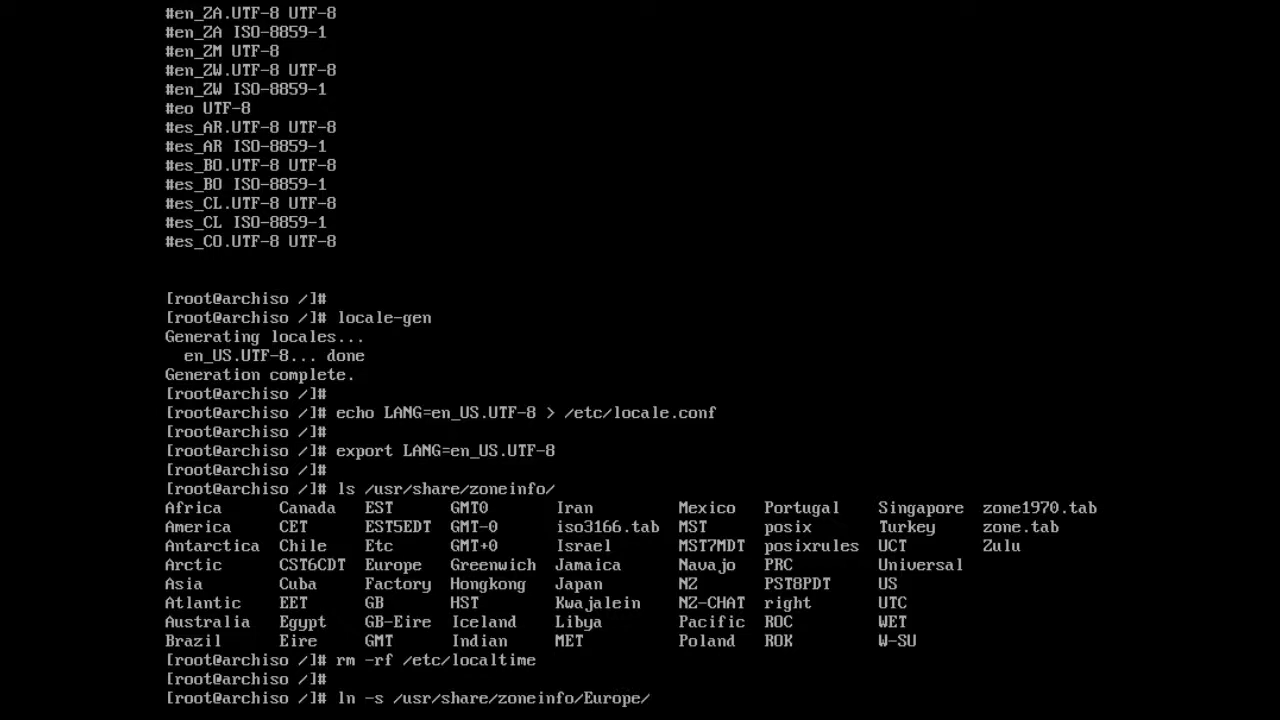 #en_ZA.UTF-8 UTF-8
#en_ZA ISO-8859-1
#en_ZM UTF-8
#en_ZW.UTF-8 UTF-8
#en_ZW ISO-8859-1
#eo UTF-8
#es_AR.UTF-8 UTF-8
#es_AR ISO-8859-1
#es_BO.UTF-8 UTF-8
#es_BO ISO-8859-1
#es_CL.UTF-8 UTF-8
#es_CL ISO-8859-1
#es_CO.UTF-8 UTF-8
[root@archiso /]#
[root@archiso /]# locale-gen
Generating locales...
en_US.UTF-8... done
Generation complete.
[root@archiso /]#
[root@archiso /]# echo LANG=en_US.UTF-8 > /etc/locale.conf
[root@archiso /]#
[root@archiso /]# export LANG=en_US.UTF-8
[root@archiso /]#
[root@archiso /]# ls /usr/share/zoneinfo/
Africa Canada EST GMT0 Iran Mexico Portugal Singapore zone1970.tab
America CET EST5EDT GMT-0 iso3166.tab MST posix Turkey zone.tab
Antarctica Chile Etc GMT+0 Israel MST7MDT posixrules UCT Zulu
Arctic CST6CDT Europe Greenwich Jamaica Navajo PRC Universal
Asia Cuba Factory Hongkong Japan NZ PST8PDT US
Atlantic EET GB HST Kwajalein NZ-CHAT right UTC
Australia Egypt GB-Eire Iceland Libya Pacific ROC WET
Brazil Eire GMT Indian MET Poland ROK W-SU
[root@archiso /]# rm -rf /etc/localtime
[root@archiso /]#
[root@archiso /]# ln -s /usr/share/zoneinfo/Europe/